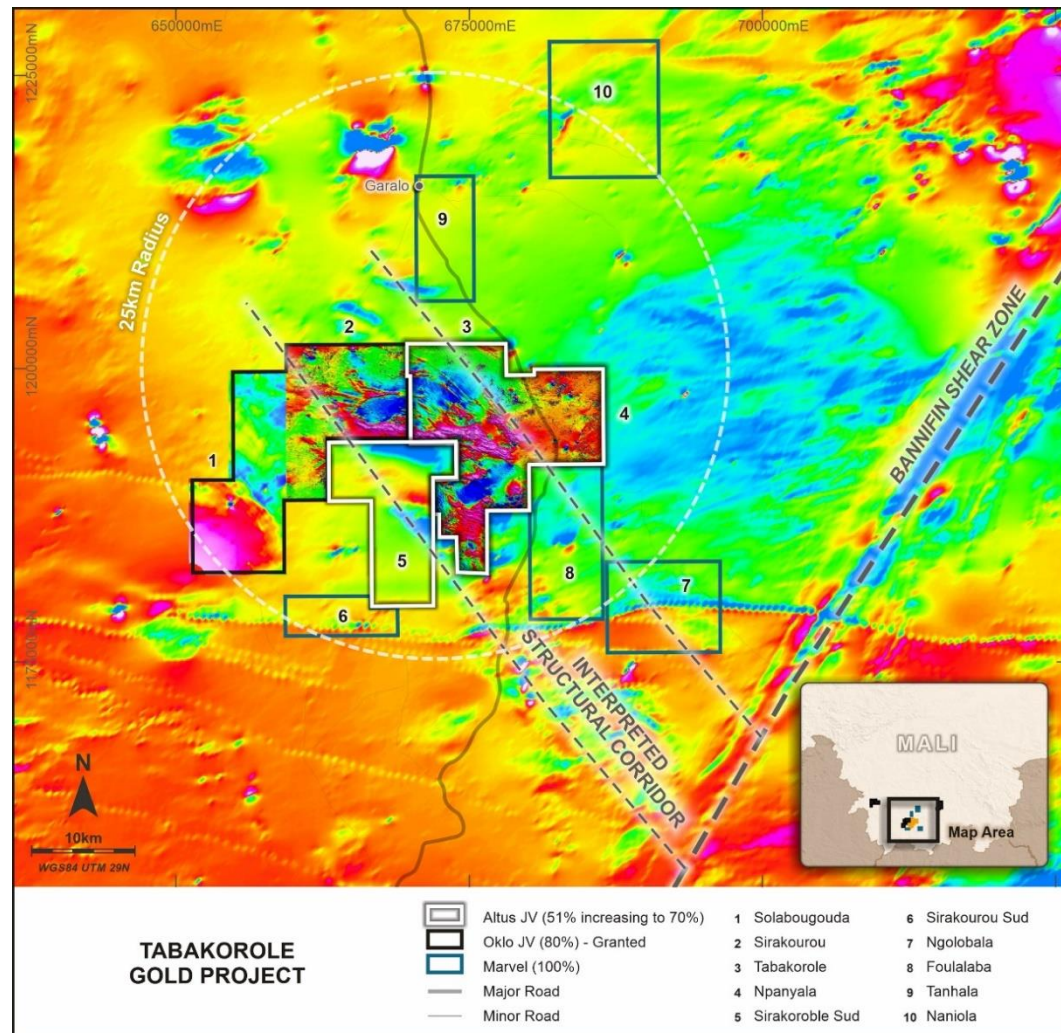 650000mE
675000mE
700000mE
1225000mN
10
Garalo
9
25km Radius
2
3
1200000mN
4
BANNIFIN SHEAR ZONE
1
5
8
7
6
INTERPRETED
STRUCTURAL CORRIDOR
N
10km
WGS84 UTM 29N
MALI
Map Area
TABAKOROLE
GOLD PROJECT
Altus JV (51% increasing to 70%)
Oklo JV (80%) - Granted
Marvel (100%)
Major Road
Minor Road
1 Solabougouda
2 Sirakourou
3 Tabakorole
4 Npanyala
5 Sirakoroble Sud
6 Sirakourou Sud
7 Ngolobala
8 Foulalaba
9 Tanhala
10 Naniola